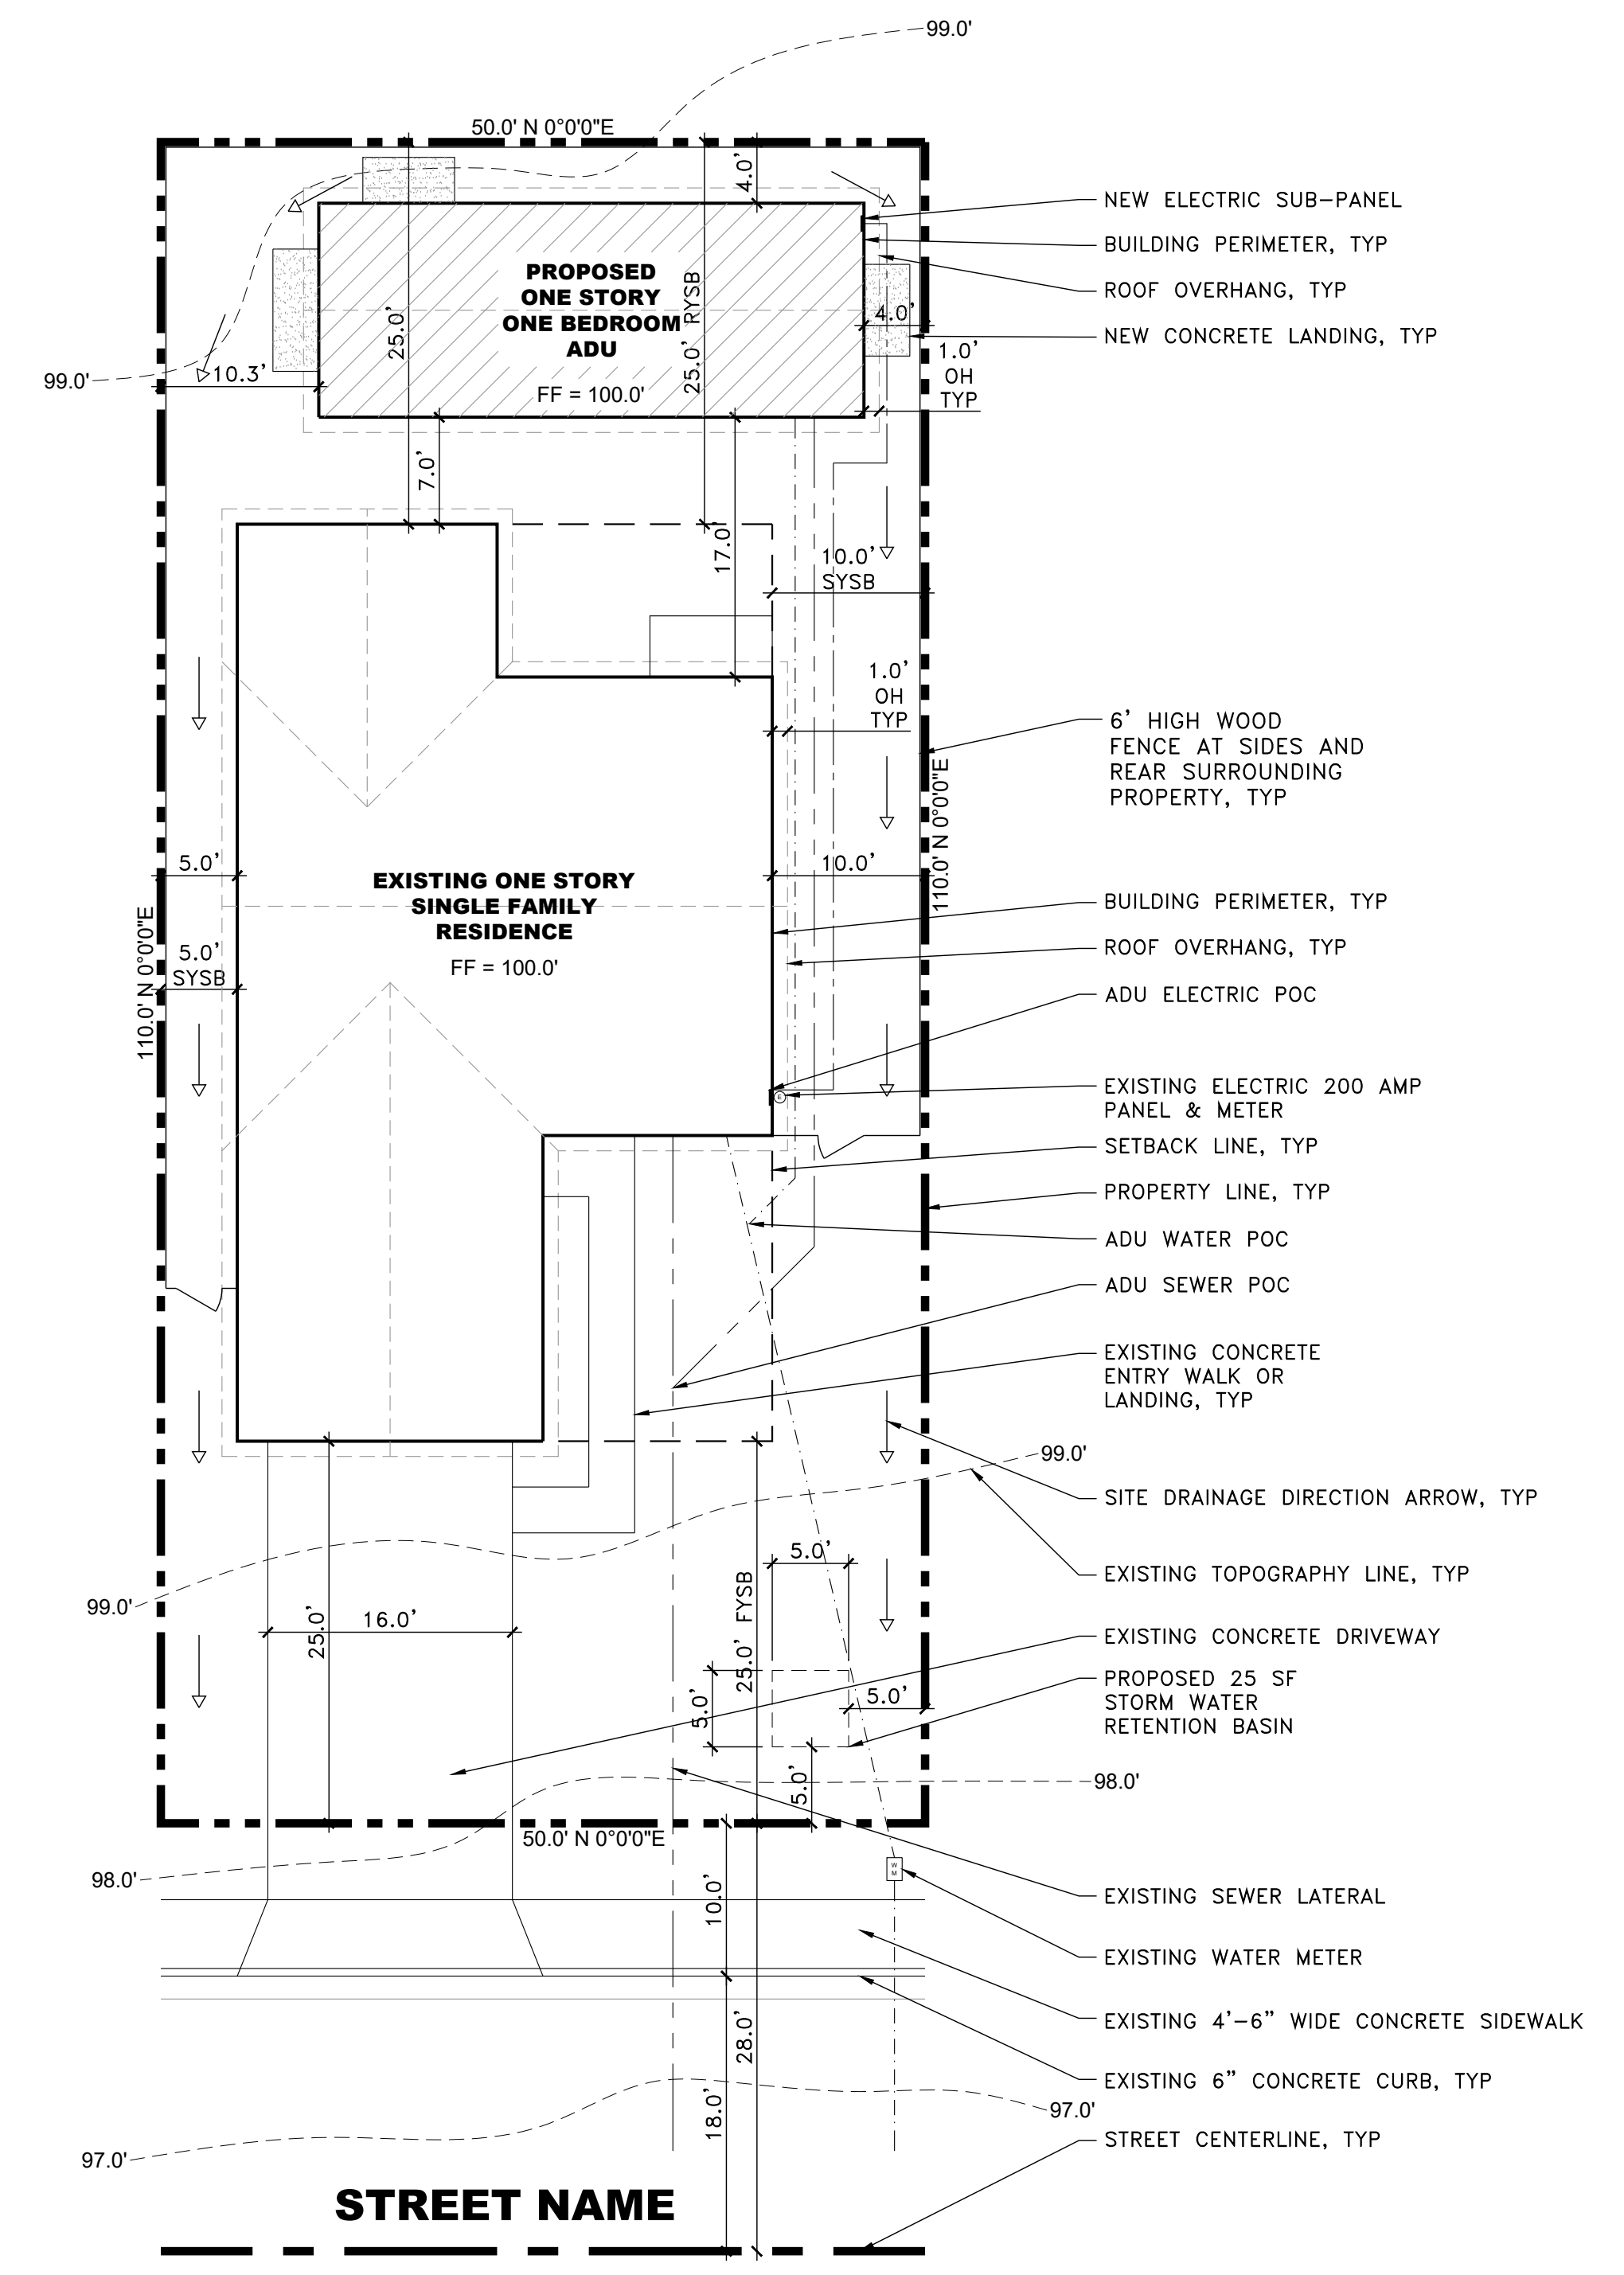 99.0'
50.0' N 0°0'0"E
4.0'
NEW ELECTRIC SUB-PANEL
BUILDING PERIMETER, TYP
ROOF OVERHANG, TYP
NEW CONCRETE LANDING, TYP
PROPOSED
ONE STORY
ONE BEDROOM
ADU
FF = 100.0'
25.0'
25.0' RYSB
4.0'
1.0'
OH
TYP
99.0'
10.3'
7.0'
17.0'
10.0'
SYSB
1.0'
OH
TYP
6' HIGH WOOD
FENCE AT SIDES AND
REAR SURROUNDING
PROPERTY, TYP
110.0' N 0°0'0"E
5.0'
10.0'
EXISTING ONE STORY
SINGLE FAMILY
RESIDENCE
FF = 100.0'
110.0' N 0°0'0"E
5.0'
SYSB
BUILDING PERIMETER, TYP
ROOF OVERHANG, TYP
ADU ELECTRIC POC
E
EXISTING ELECTRIC 200 AMP
PANEL & METER
SETBACK LINE, TYP
PROPERTY LINE, TYP
ADU WATER POC
ADU SEWER POC
EXISTING CONCRETE
ENTRY WALK OR
LANDING, TYP
99.0'
SITE DRAINAGE DIRECTION ARROW, TYP
EXISTING TOPOGRAPHY LINE, TYP
99.0'
5.0'
25.0'
16.0'
25.0' FYSB
EXISTING CONCRETE DRIVEWAY
PROPOSED 25 SF
STORM WATER
RETENTION BASIN
5.0'
5.0'
5.0'
98.0'
50.0' N 0°0'0"E
98.0'
W
M
10.0'
EXISTING SEWER LATERAL
EXISTING WATER METER
EXISTING 4'-6" WIDE CONCRETE SIDEWALK
28.0'
EXISTING 6" CONCRETE CURB, TYP
18.0'
97.0'
STREET CENTERLINE, TYP
97.0'
STREET NAME